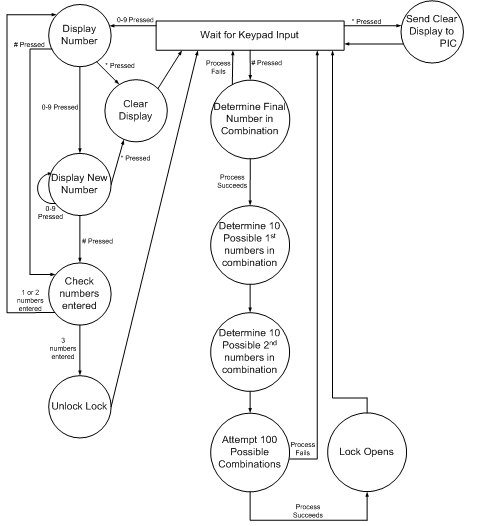 Display
Number
0-9 Pressed
Wait for Keypad Input
* Pressed
Send Clear
Display to
PIC
# Pressed
* Pressed
Process
Fails
# Pressed
Clear
Display
Determine Final
Number in
Combination
0-9 Pressed
* Pressed
Display New
Number
0-9
Pressed
Process
Succeeds
# Pressed
Determine 10
Possible 1st
numbers in
combination
Check
numbers
entered
1 or 2
numbers
entered
Determine 10
Possible 2nd
numbers in
combination
3
numbers
entered
Unlock Lock
Attempt 100
Possible
Combinations
Process
Fails
Lock Opens
Process
Succeeds